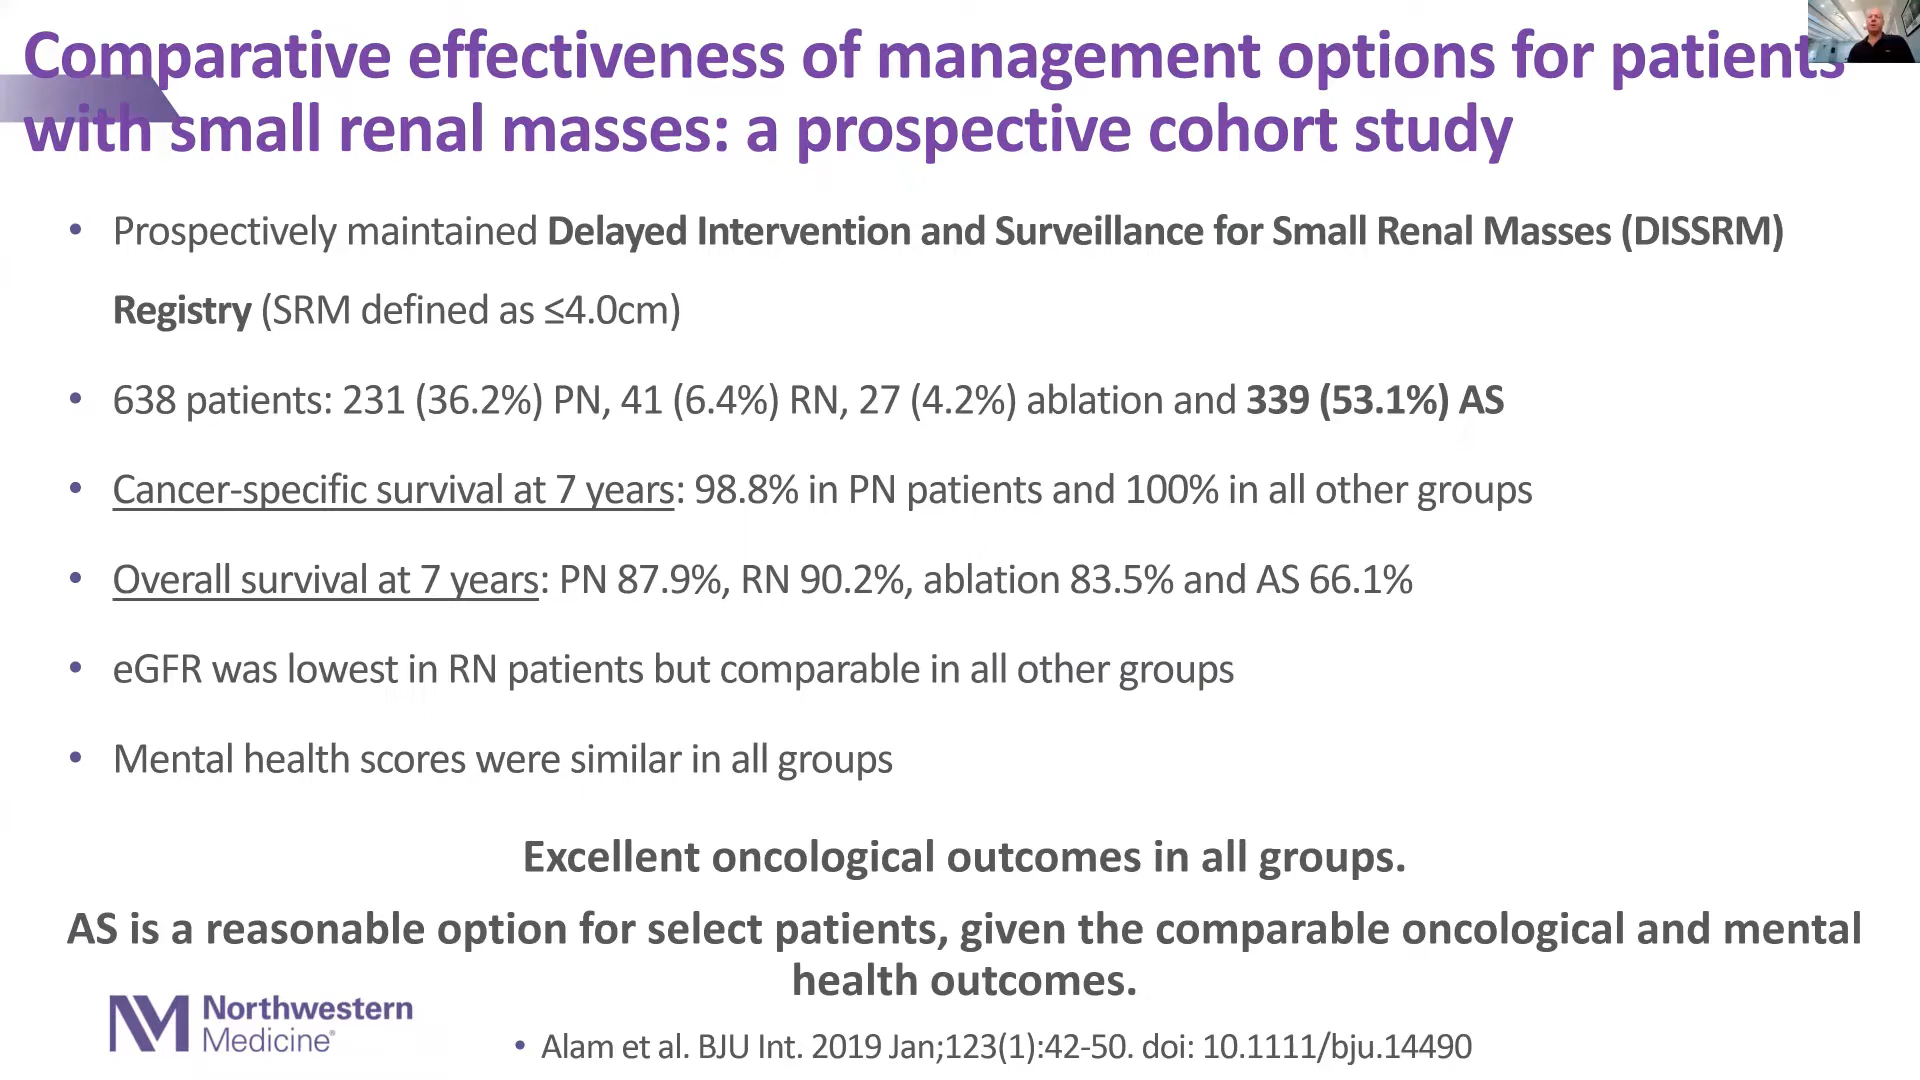 Comparative effectiveness of management options for patients
with small renal masses: a prospective cohort study
• Prospectively maintained Delayed Intervention and Surveillance for Small Renal Masses (DISSRM)
Registry (SRM defined as ≤4.0cm)
• 638 patients: 231 (36.2%) PN, 41 (6.4%) RN, 27 (4.2%) ablation and 339 (53.1%) AS
• Cancer-specific survival at 7 years: 98.8% in PN patients and 100% in all other groups
• Overall survival at 7 years: PN 87.9%, RN 90.2%, ablation 83.5% and AS 66.1%
• eGFR was lowest in RN patients but comparable in all other groups
• Mental health scores were similar in all groups
Excellent oncological outcomes in all groups.
AS is a reasonable option for select patients, given the comparable oncological and mental
health outcomes.
NM Northwestern
Medicine®
• Alam et al. BJU Int. 2019 Jan;123(1):42-50. doi: 10.1111/bju.14490